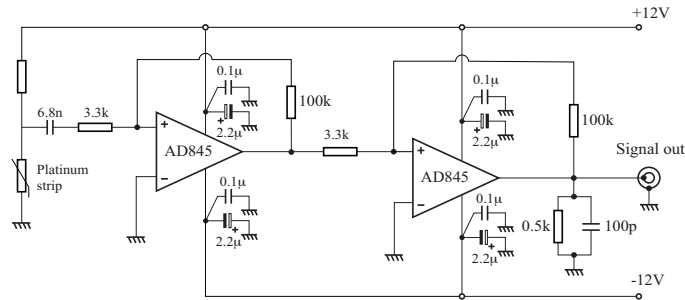 +12V
0.1μ
0.1μ
6.8n
3.3k
100k
100k
2.2μ
+
2.2μ
+
3.3k
Signal out
+
AD845
−
+
AD845
−
Platinum
strip
0.1μ
0.1μ
0.5k
100p
+
2.2μ
+
2.2μ
-12V